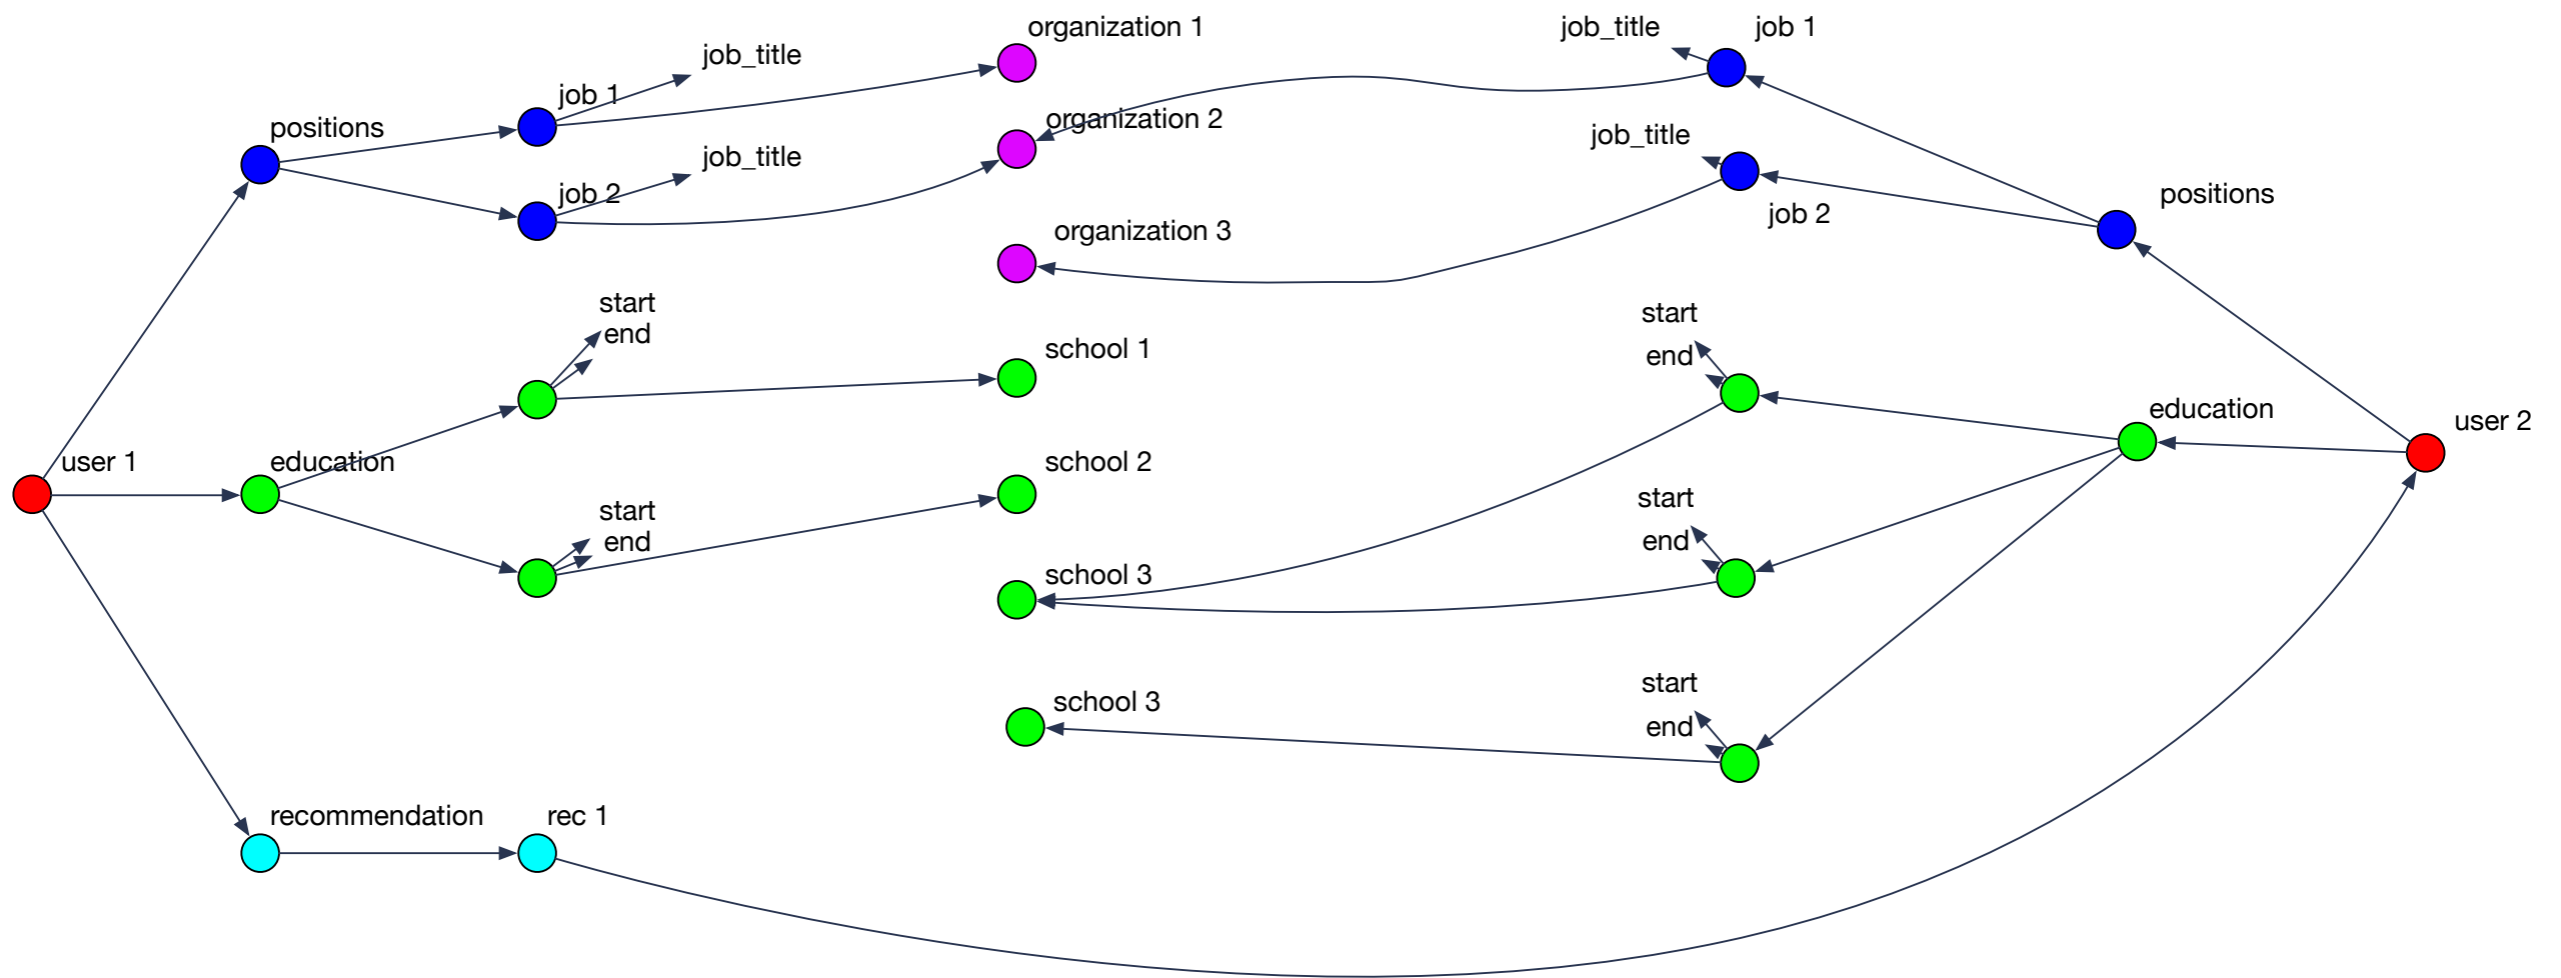 organization 1
job_title
job 1
job_title
job 1
organization 2
positions
job_title
job_title
job 2
positions
job 2
organization 3
start
end
start
end
school 1
education
user 2
user 1
education
school 2
start
end
start
end
school 3
start
end
school 3
recommendation
rec 1